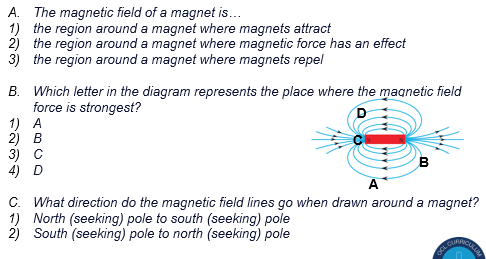 A. The magnetic field of a magnet is…
1) the region around a magnet where magnets attract
2) the region around a magnet where magnetic force has an effect
3) the region around a magnet where magnets repel
B. Which letter in the diagram represents the place where the magnetic field
force is strongest?
1) A
2) B
3) C
4) D
D
C
B
A
C. What direction do the magnetic field lines go when drawn around a magnet?
1) North (seeking) pole to south (seeking) pole
2) South (seeking) pole to north (seeking) pole
OCL CURRICULUM